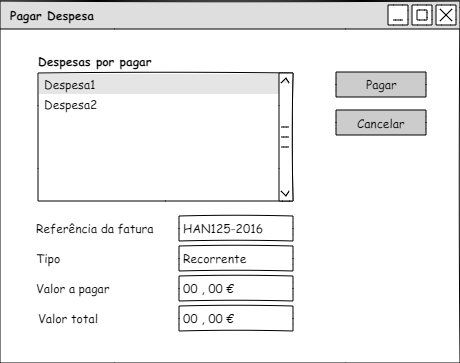 Pagar Despesa
Despesas por pagar
Despesa1
Despesa2
Pagar
Cancelar
Referência da fatura HAN125-2016
Tipo Recorrente
Valor a pagar 00 , 00 €
Valor total 00 , 00 €